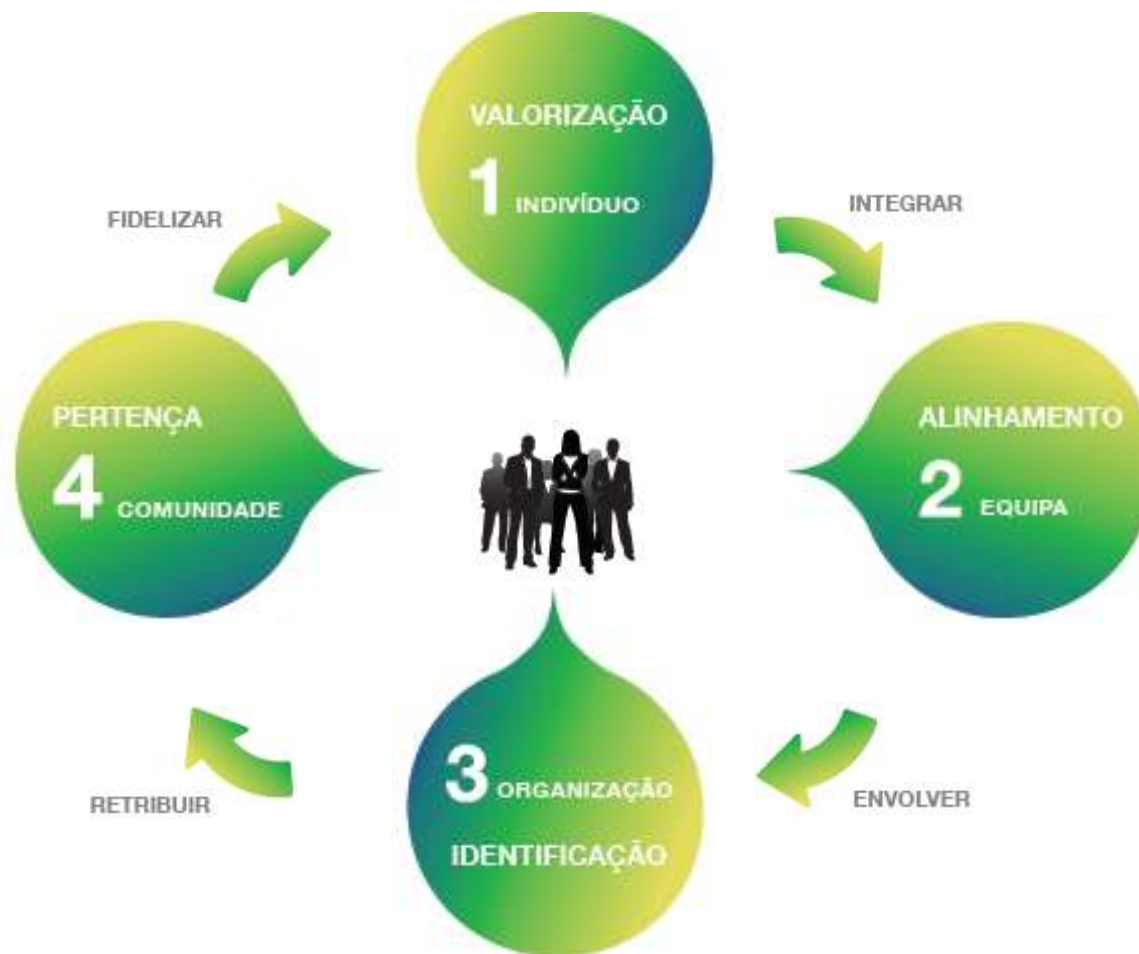 VALORIZAÇÃO
1 INDIVÍDUO
FIDELIZAR
INTEGRAR
PERTENÇA
4 COMUNIDADE
ALINHAMENTO
2 EQUIPA
3 ORGANIZAÇÃO
IDENTIFICAÇÃO
RETRIBUIR
ENVOLVER